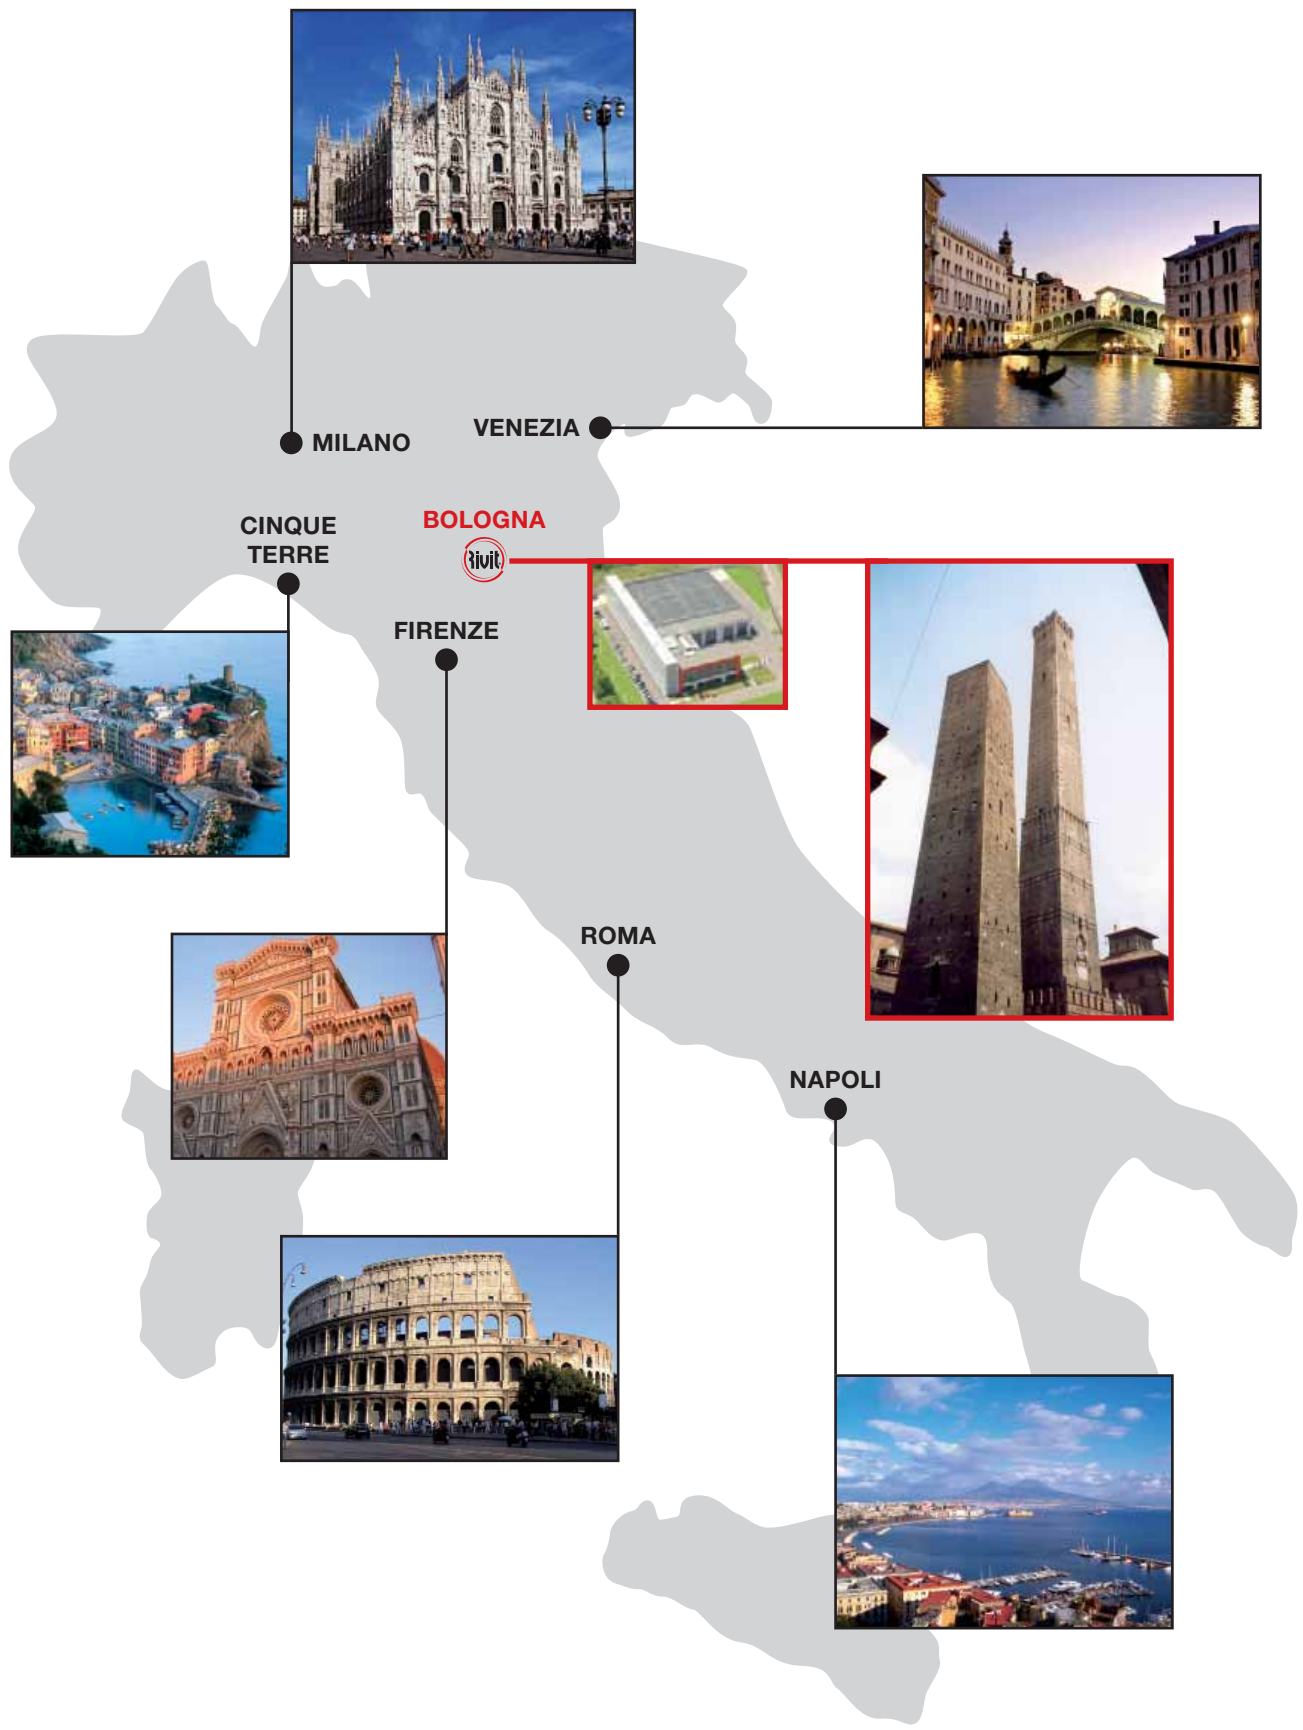 MILANO
VENEZIA
CINQUE
TERRE
BOLOGNA
Rivit
FIRENZE
ROMA
NAPOLI